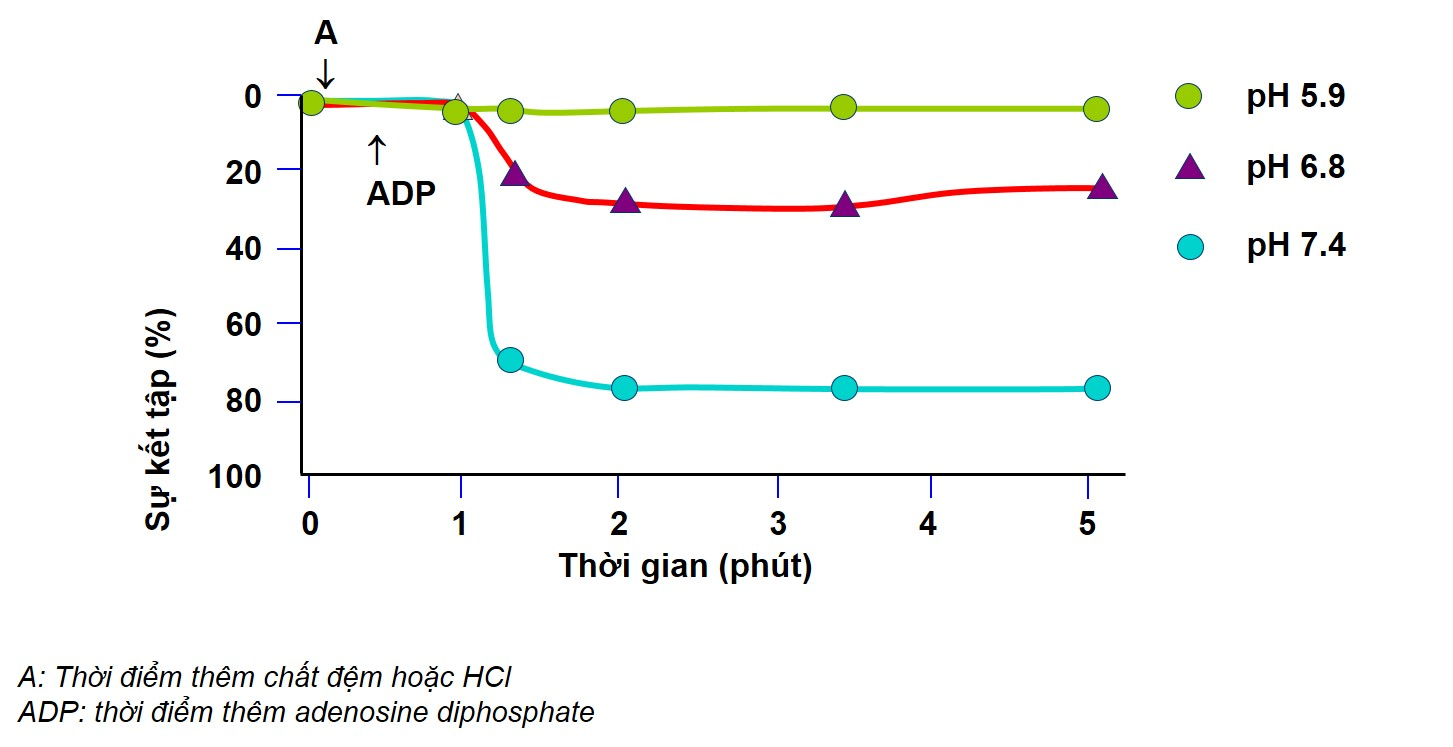 A
0
20
40
60
80
100
ADP
Sự kết tập (%)
0 1 2 3 4 5
Thời gian (phút)
pH 5.9
pH 6.8
pH 7.4
A: Thời điểm thêm chất đệm hoặc HCl
ADP: thời điểm thêm adenosine diphosphate